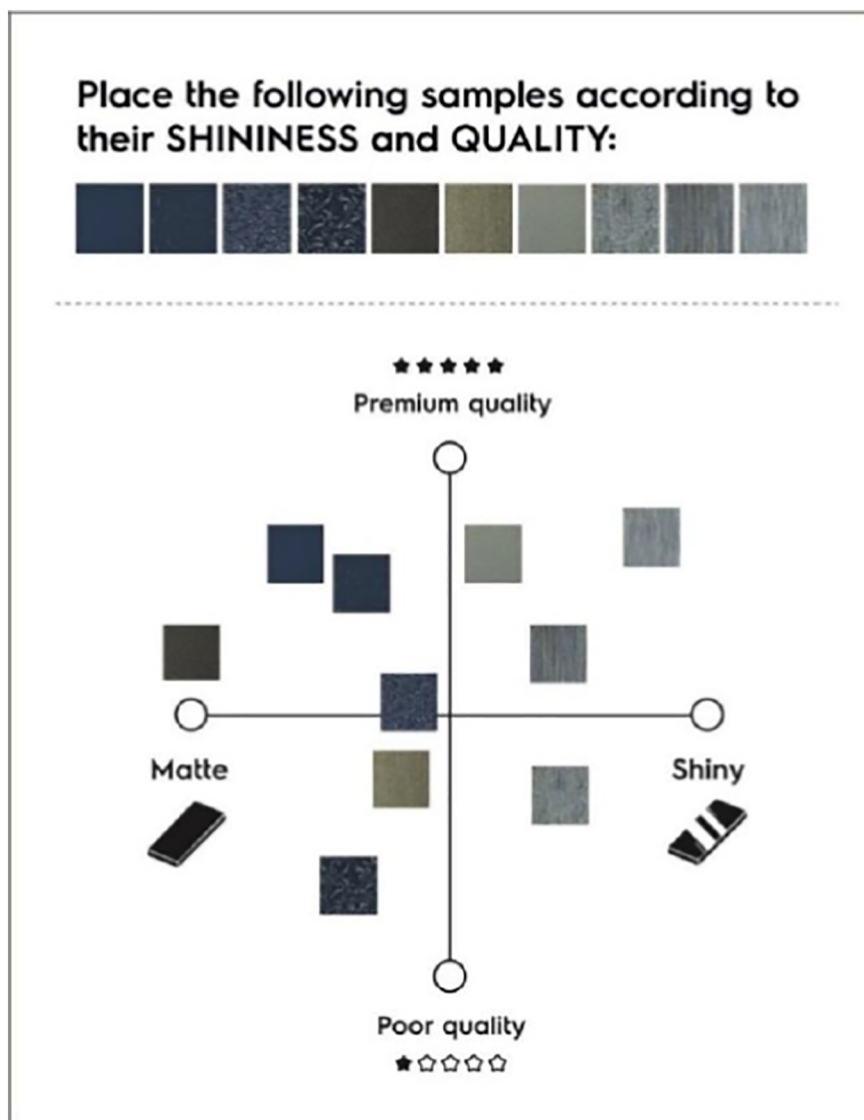 Place the following samples according to
their SHININESS and QUALITY:
Premium quality
Matte
Shiny
Poor quality